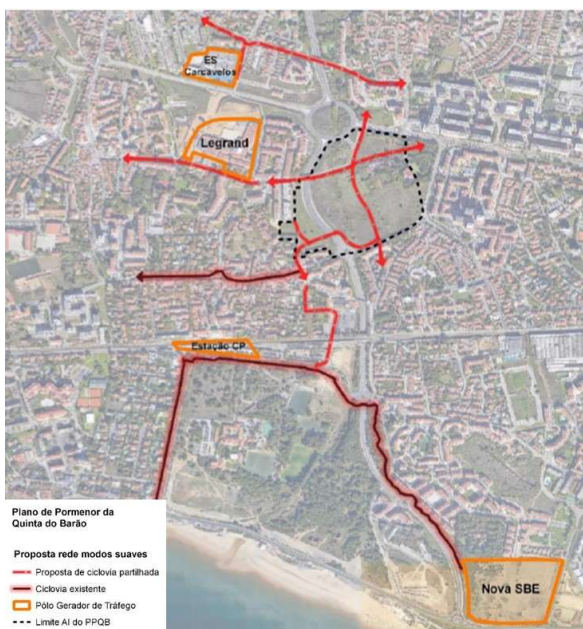 ES
Carcavelos
Legrand
Estação CP
Nova SBE
Plano de Pormenor da
Quinta do Barão
Proposta rede modos suaves
Proposta de ciclovia partilhada
Ciclovia existente
Pólo Gerador de Tráfego
Limite AI do PPQB